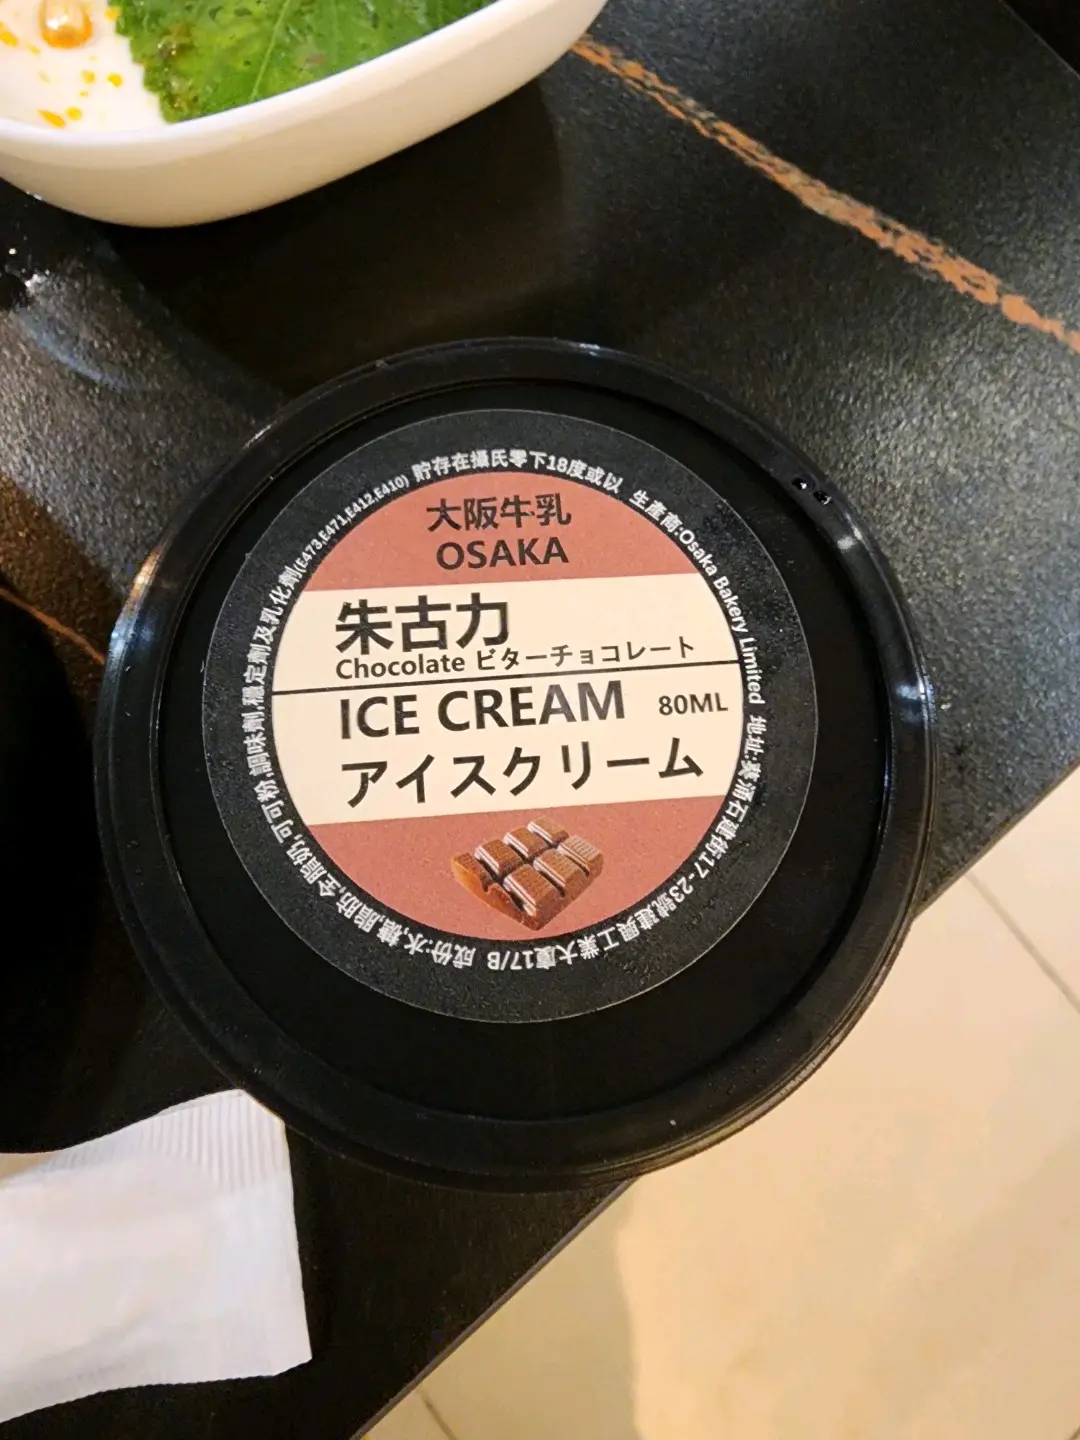 大阪牛乳
OSAKA
朱古力
Chocolate ビターチョコレート
ICE CREAM 80ML
アイスクリーム
成份:水,糖,脂肪,全脂奶,可可粉,調味劑,穩定劑及乳化劑(E473,E471,E412,E410) 貯存在攝氏零下18度或以
生產商:Osaka Bakery Limited 地址:葵涌石建街17-23號建興工業大廈17/B